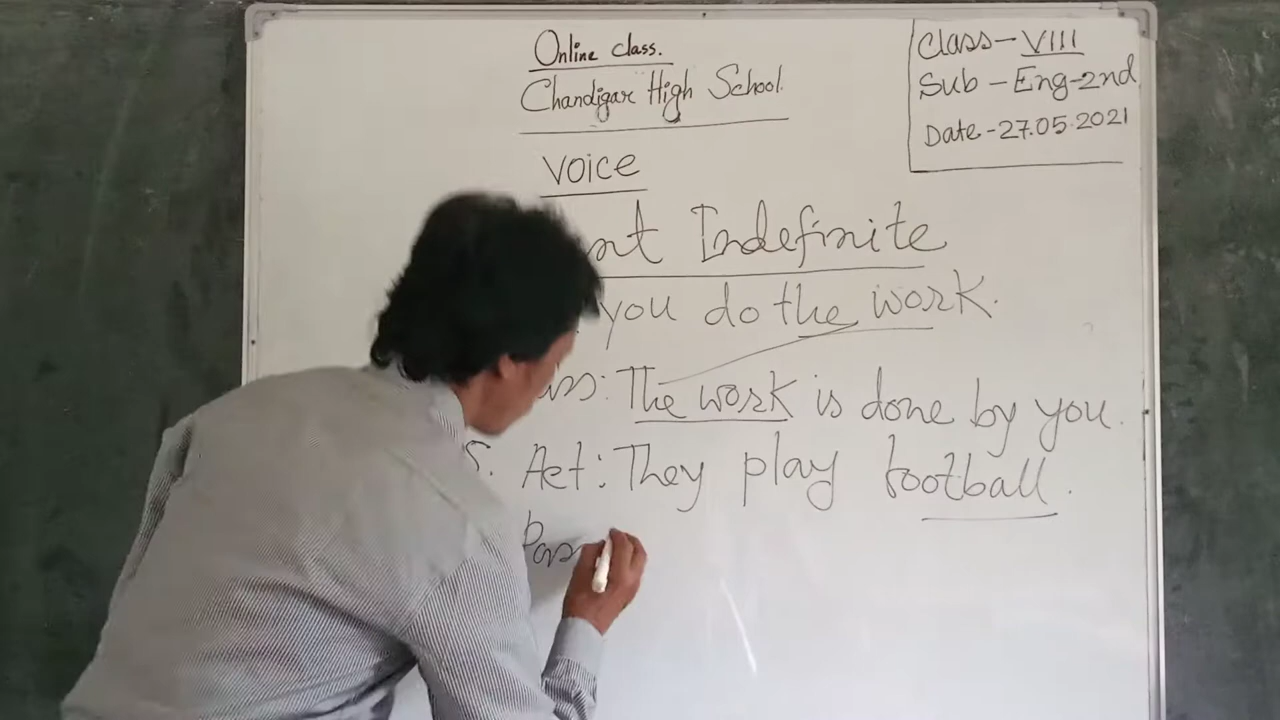 Online class.
Chandigar High School.
Class-VIII
Sub-Eng-2nd
Date-27.05.2021
VOICE
Indefinite
you do the work.
The work is done by you.
Act: They play football.